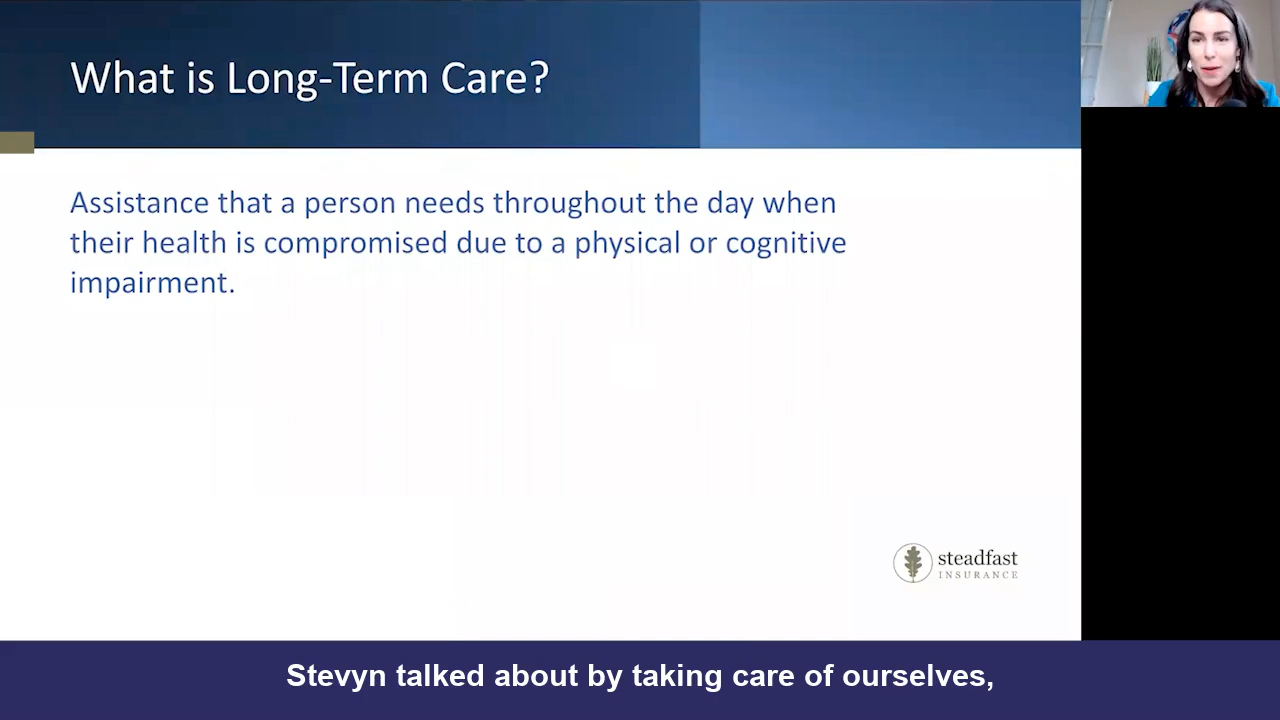 What is Long-Term Care?
Assistance that a person needs throughout the day when
their health is compromised due to a physical or cognitive
impairment.
steadfast
INSURANCE
Stevyn talked about by taking care of ourselves,